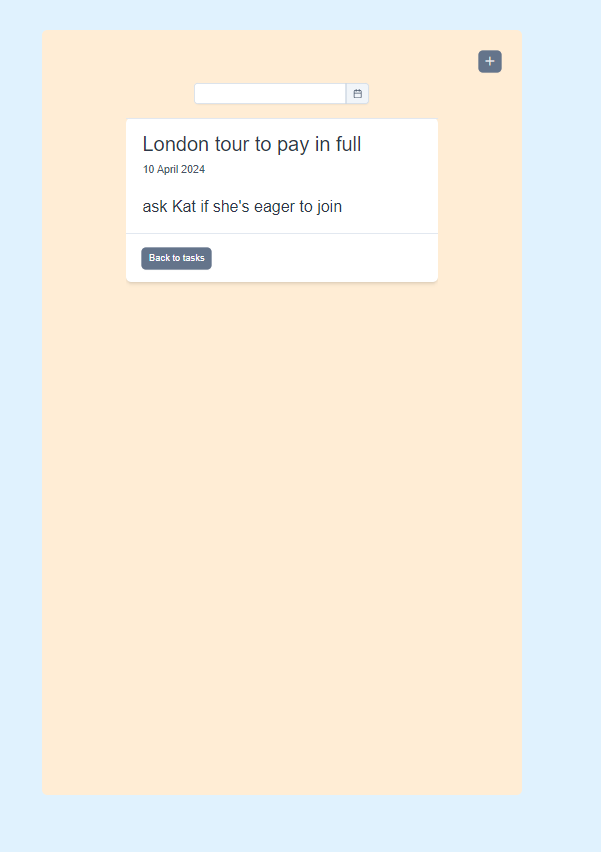 +
London tour to pay in full
10 April 2024
ask Kat if she's eager to join
Back to tasks